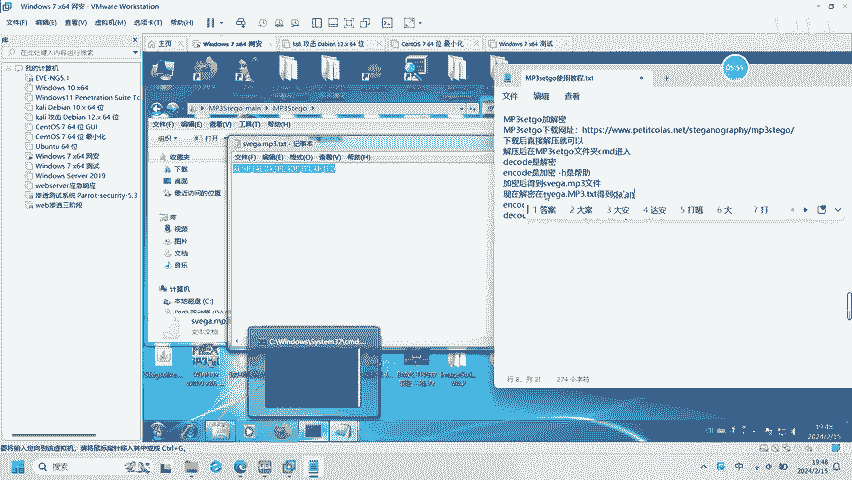 Windows 7 x64 网安 - VMware Workstation
文件(F) 编辑(E) 查看(V) 虚拟机(M) 选项卡(T) 帮助(H)
库
在此处键入内容进行搜索
主页
Windows 7 x64 网安
kali 攻击 Debian 12.x 64 位
CentOS 7 64 位 最小化
Windows 7 x64 测试
我的计算机
Windows 10 x64
Windows11 Penetration Suite To
kali Debian 10.x 64 位
kali 攻击 Debian 12.x 64 位
CentOS 7 64 位 GUI
CentOS 7 64 位 最小化
Ubuntu 64 位
Windows 7 x64 网安
Windows 7 x64 测试
Windows Server 2019
webserver应急响应
渗透测试系统 Parrot-security-5.3
web渗透三阶段
MP3Stego-main
MP3Stego
文件(F) 编辑(E) 查看(V) 工具(T) 帮助(H)
组织
打开
收藏夹
下载
桌面
最近访问的位置
库
视频
图片
文档
音乐
计算机
本地磁盘 (C:)
svega.mp3.txt - 记事本
文件(F) 编辑(E) 格式(O) 查看(V) 帮助(H)
C:\Windows\System32\cmd....
MP3setgo使用教程.txt
文件 编辑 查看
MP3setgo加解密
MP3setgo下载网址：https://www.petitcolas.net/steganography/mp3stego/
下载后直接解压就可以
解压后在MP3setgo文件夹cmd进入
decode是解密
encode是加密 -h是帮助
加密后得到svega.mp3文件
现在解密在svega.MP3.txt得到da'an
encod
decod
1 答案 2 大案 3 大安 4 达安 5 打暗 6 大 7 打
行 8，列 21
274 个字符
19:48
2024/2/15
要将输入定向到该虚拟机，请将鼠标指针移入其中或按 Ctrl+G。
搜索
中
19:48
2024/2/15